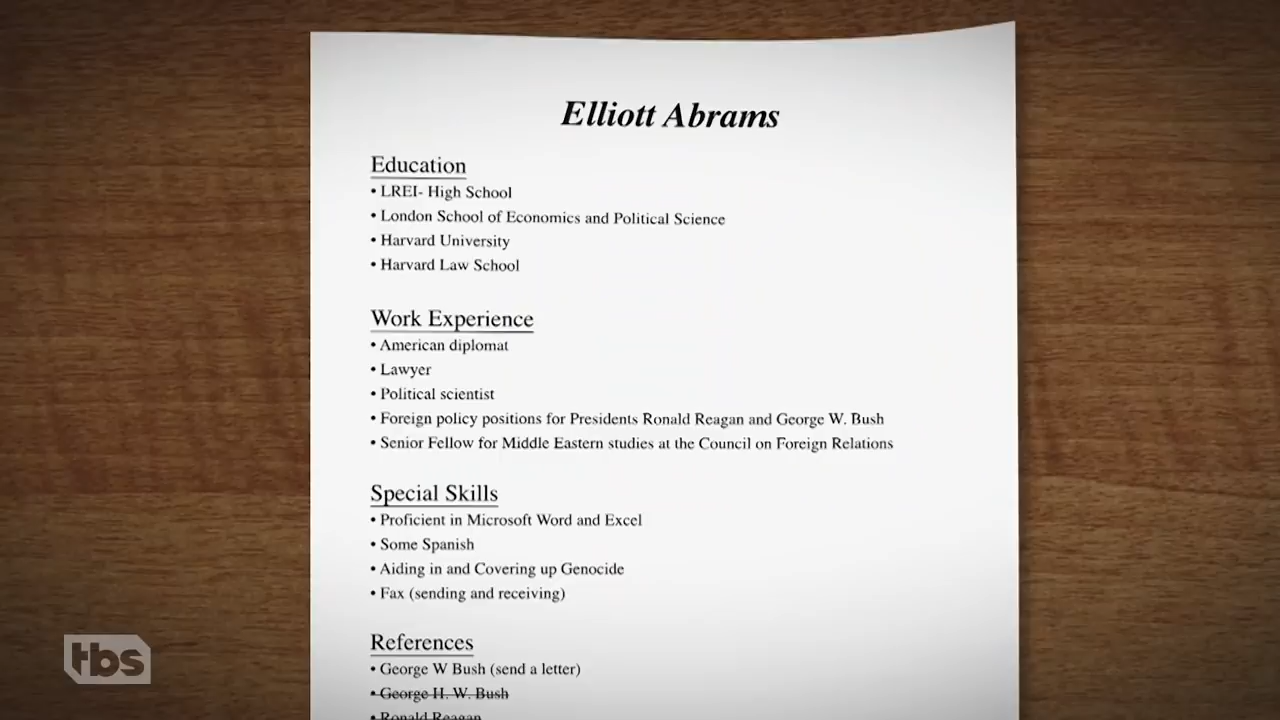 Elliott Abrams
Education
• LREI- High School
• London School of Economics and Political Science
• Harvard University
• Harvard Law School
Work Experience
• American diplomat
• Lawyer
• Political scientist
• Foreign policy positions for Presidents Ronald Reagan and George W. Bush
• Senior Fellow for Middle Eastern studies at the Council on Foreign Relations
Special Skills
• Proficient in Microsoft Word and Excel
• Some Spanish
• Aiding in and Covering up Genocide
• Fax (sending and receiving)
References
• George W Bush (send a letter)
• George H. W. Bush
• Ronald Reagan
tbs